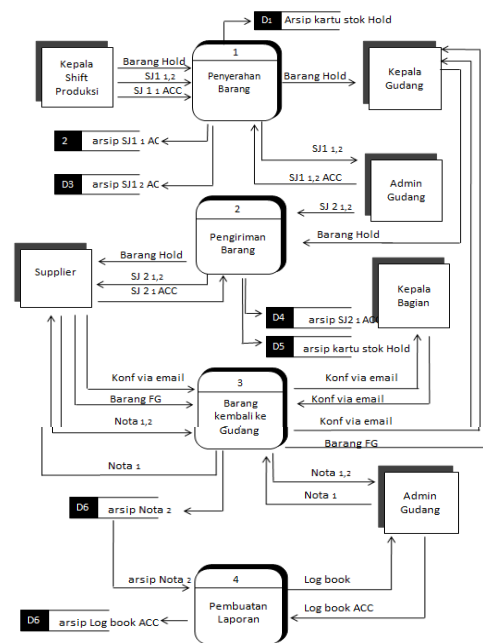 D1 Arsip kartu stok Hold
1
Penyerahan
Barang
Kepala
Shift
Produksi
Barang Hold
SJ1 1,2
SJ 1 1 ACC
Barang Hold
Kepala
Gudang
2 arsip SJ1 1 AC
D3 arsip SJ1 2 AC
SJ1 1,2
SJ1 1,2 ACC
Admin
Gudang
SJ 2 1,2
2
Pengiriman
Barang
Barang Hold
Supplier
Barang Hold
SJ 2 1,2
SJ 2 1 ACC
Kepala
Bagian
D4
arsip SJ2 1 ACC
D5
arsip kartu stok Hold
Konf via email
Barang FG
Nota 1,2
3
Barang
kembali ke
Gudang
Konf via email
Konf via email
Konf via email
Barang FG
Nota 1
Nota 1,2
Nota 1
Admin
Gudang
D6 arsip Nota 2
arsip Nota 2
4
Pembuatan
Laporan
Log book
Log book ACC
D6 arsip Log book ACC